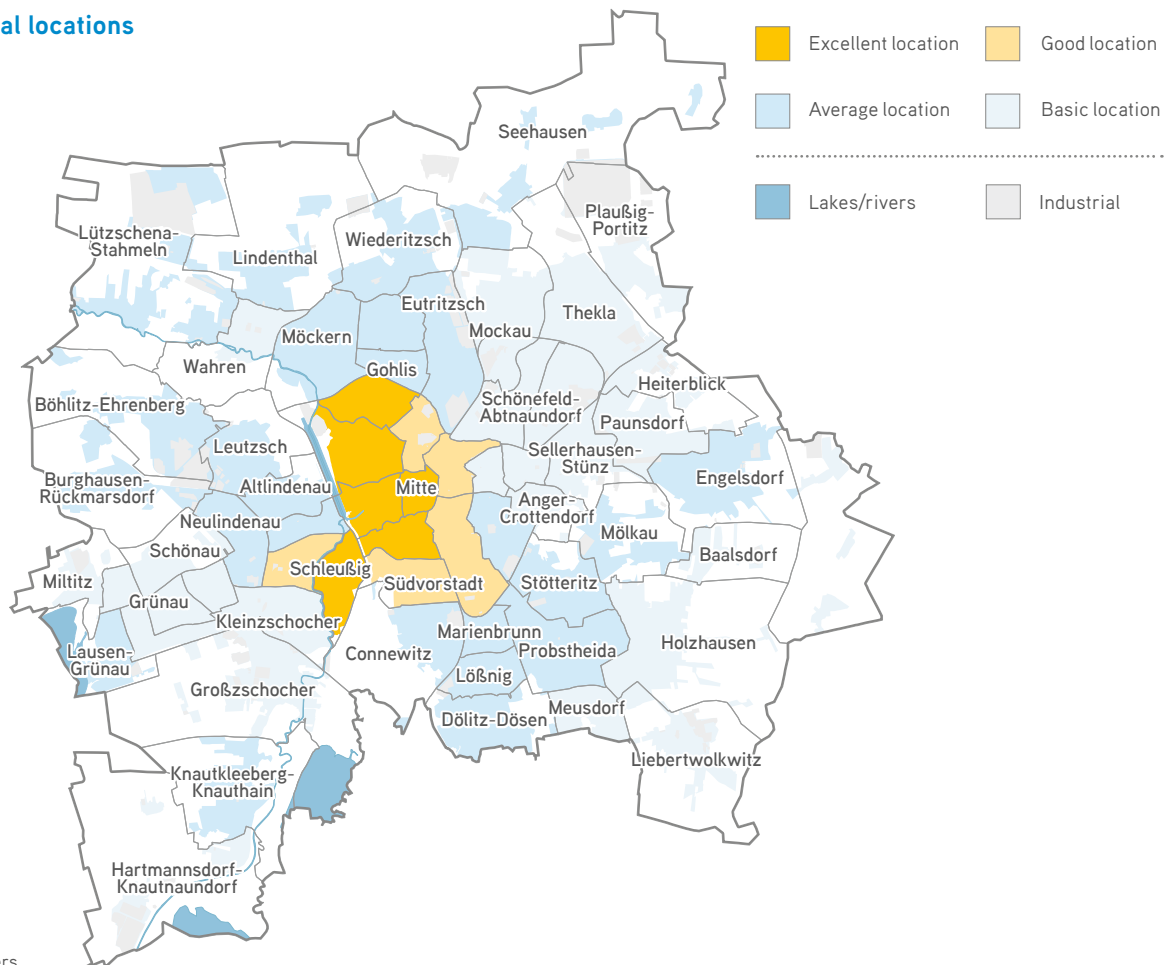 al locations
Excellent location
Good location
Average location
Basic location
Lakes/rivers
Industrial
Seehausen
Plaußig-
Portitz
Lützschena-
Stahmeln
Wiederitzsch
Lindenthal
Eutritzsch
Thekla
Mockau
Möckern
Wahren
Gohlis
Heiterblick
Böhlitz-Ehrenberg
Schönefeld-
Abtnaundorf
Paunsdorf
Leutzsch
Sellerhausen-
Stünz
Burghausen-
Rückmarsdorf
Altlindenau
Mitte
Engelsdorf
Anger-
Crottendorf
Neulindenau
Mölkau
Schönau
Baalsdorf
Miltitz
Schleußig
Südvorstadt
Stötteritz
Grünau
Kleinzschocher
Marienbrunn
Holzhausen
Lausen-
Grünau
Connewitz
Probstheida
Lößnig
Großzschocher
Meusdorf
Dölitz-Dösen
Liebertwolkwitz
Knautkleeberg-
Knauthain
Hartmannsdorf-
Knautnaundorf
ers